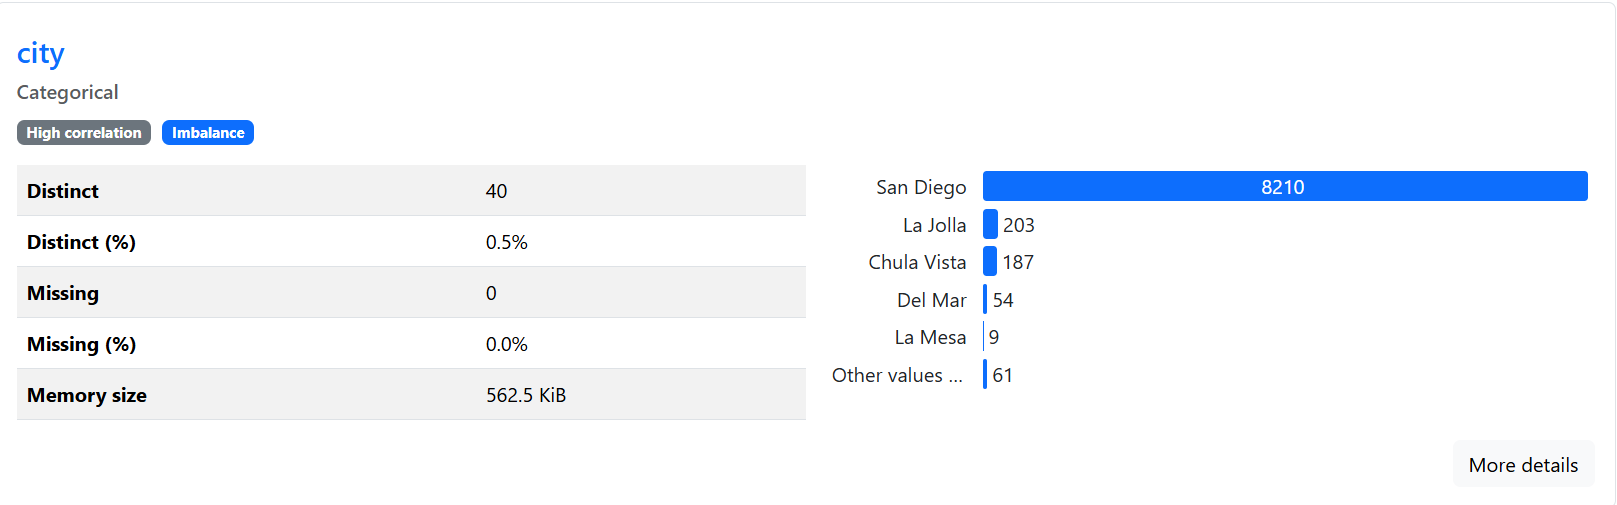 city
Categorical
High correlation Imbalance
Distinct 40
Distinct (%) 0.5%
Missing 0
Missing (%) 0.0%
Memory size 562.5 KiB
San Diego 8210
La Jolla 203
Chula Vista 187
Del Mar 54
La Mesa 9
Other values ... 61
More details